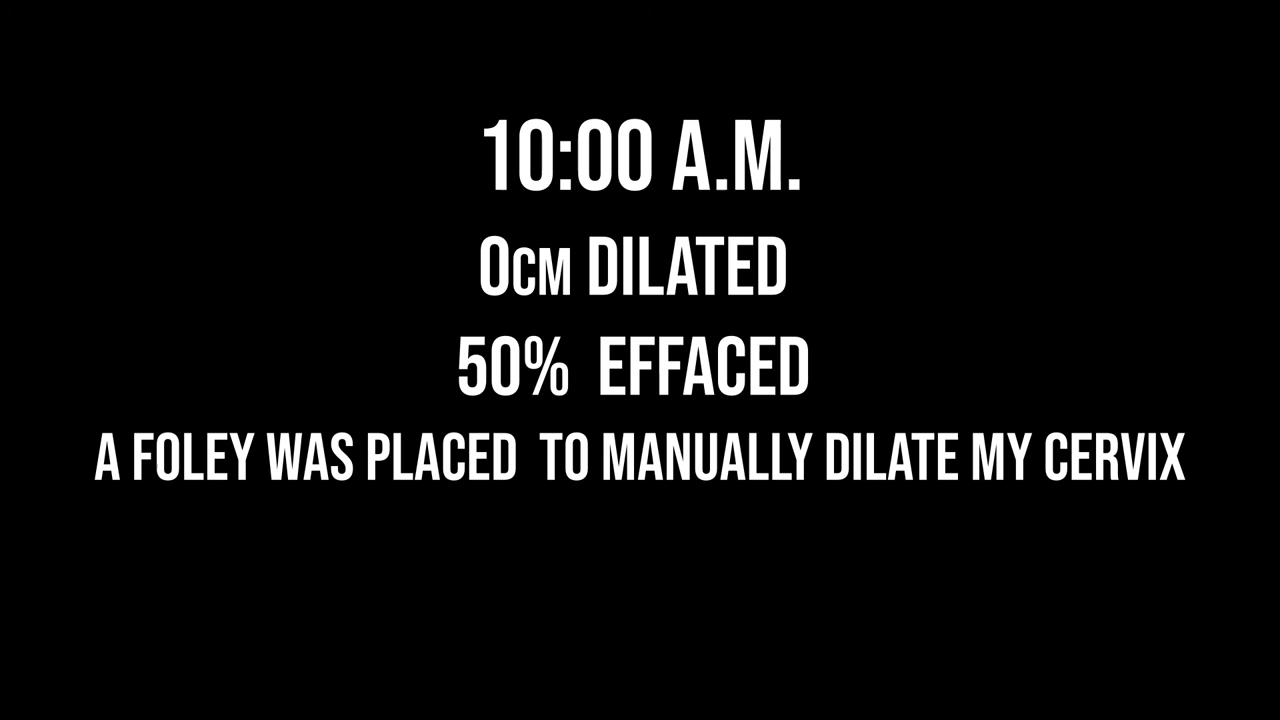 10:00 A.M.
0CM DILATED
50% EFFACED
A FOLEY WAS PLACED TO MANUALLY DILATE MY CERVIX